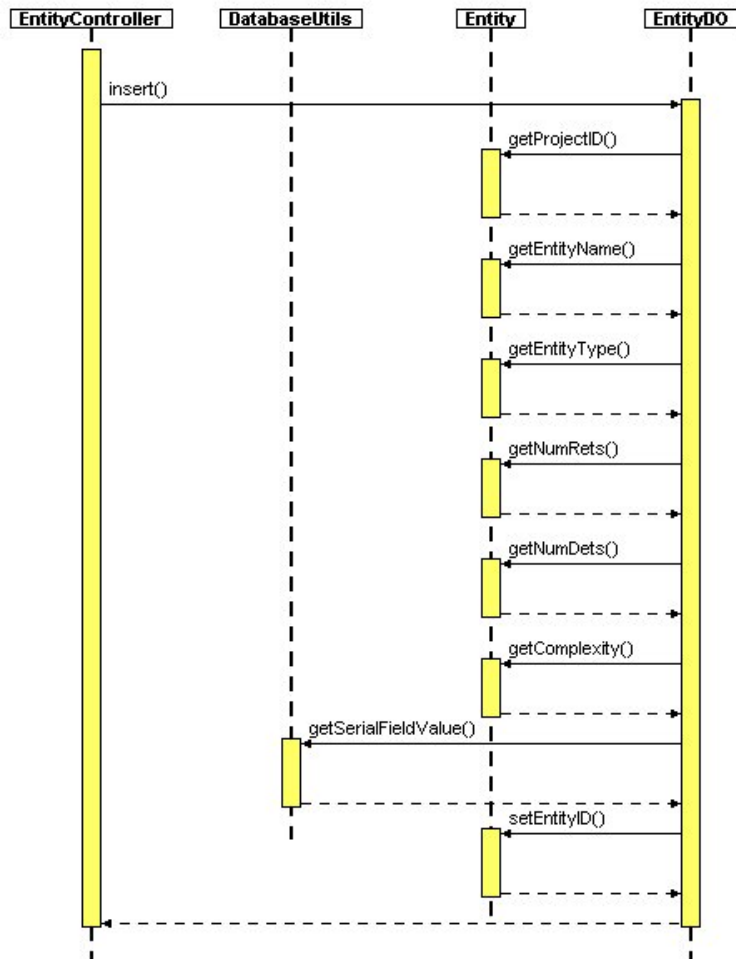 EntityController
DatabaseUtils
Entity
EntityDO
insert()
getProjectID()
getEntityName()
getEntityType()
getNumRets()
getNumDets()
getComplexity()
getSerialFieldValue()
setEntityID()